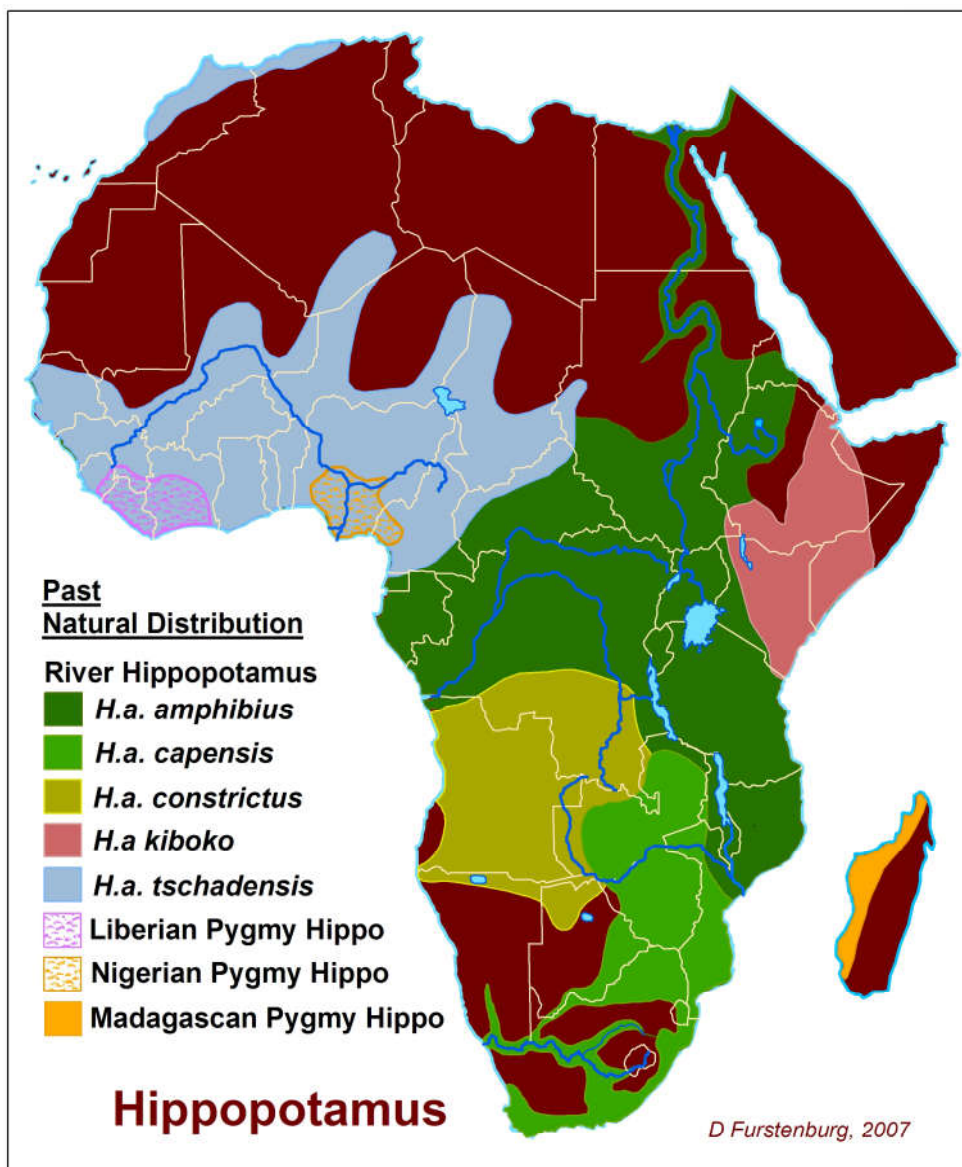 Past
Natural Distribution
River Hippopotamus
H.a. amphibius
H.a. capensis
H.a. constrictus
H.a kiboko
H.a. tschadensis
Liberian Pygmy Hippo
Nigerian Pygmy Hippo
Madagascan Pygmy Hippo
Hippopotamus
D Furstenburg, 2007